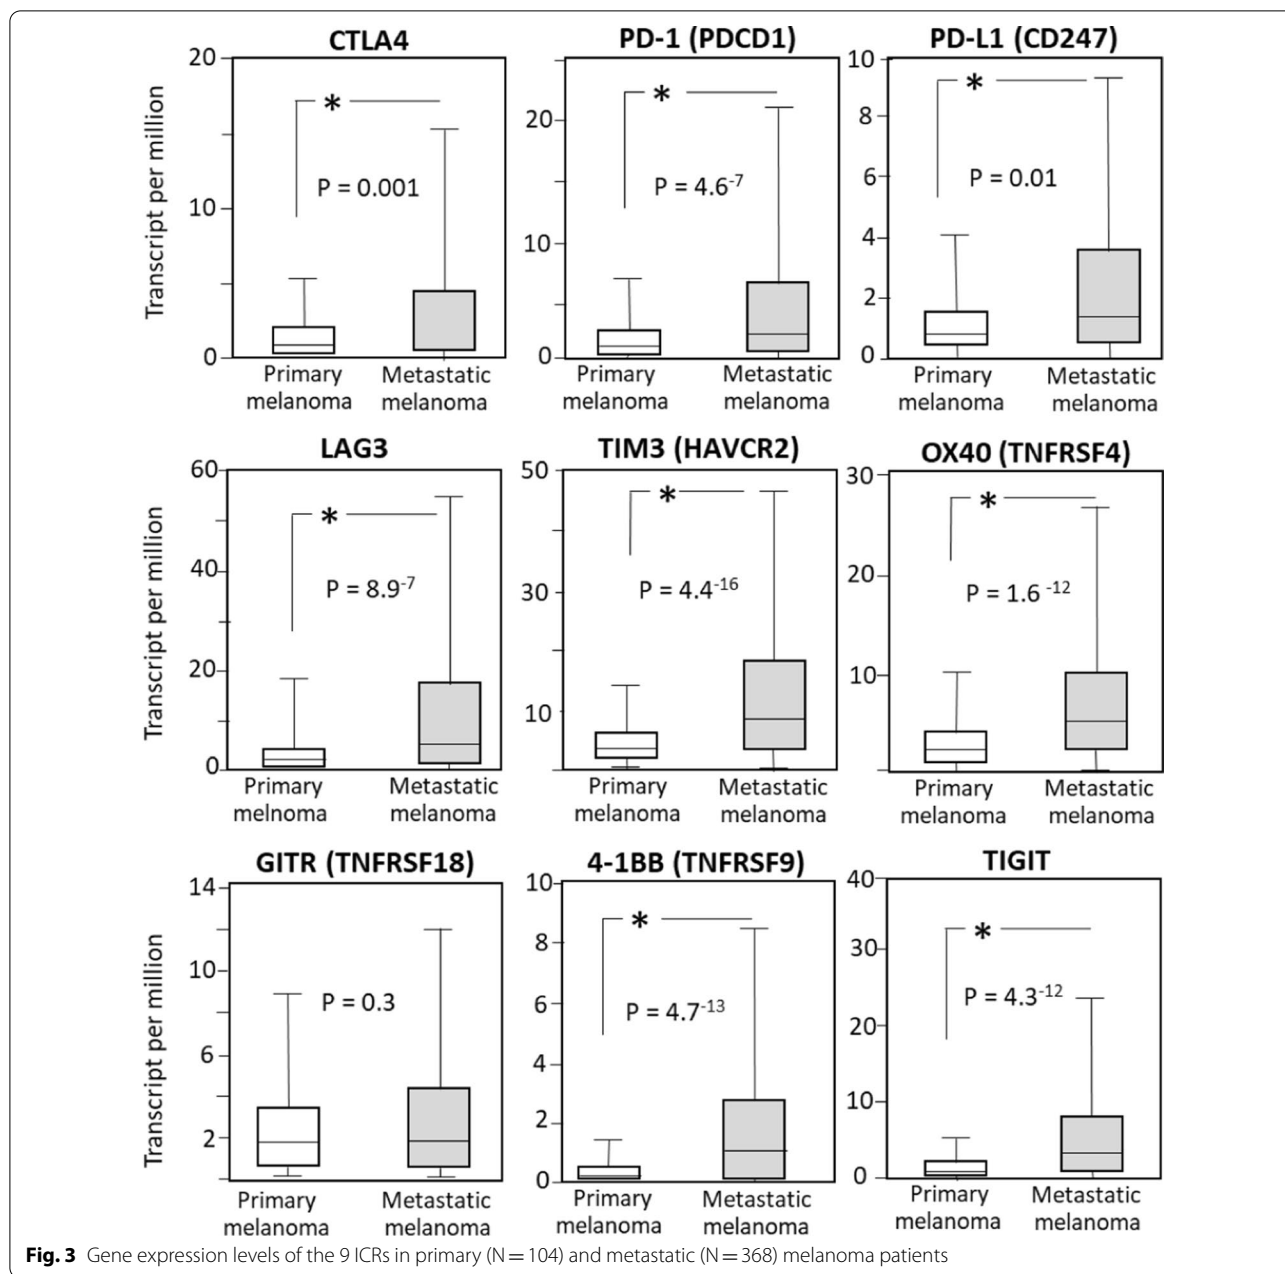 CTLA4
PD-1 (PDCD1)
PD-L1 (CD247)
Transcript per million
20
10
0
*
P = 0.001
Primary
melanoma
Metastatic
melanoma
20
10
0
*
P = 4.6⁻⁷
Primary
melanoma
Metastatic
melanoma
10
8
6
4
2
0
*
P = 0.01
Primary
melanoma
Metastatic
melanoma
LAG3
TIM3 (HAVCR2)
OX40 (TNFRSF4)
Transcript per million
60
40
20
0
*
P = 8.9⁻⁷
Primary
melnoma
Metastatic
melanoma
50
30
10
*
P = 4.4⁻¹⁶
Primary
melanoma
Metastatic
melanoma
30
20
10
*
P = 1.6 ⁻¹²
Primary
melanoma
Metastatic
melanoma
GITR (TNFRSF18)
4-1BB (TNFRSF9)
TIGIT
Transcript per million
14
10
6
2
P = 0.3
Primary
melanoma
Metastatic
melanoma
10
8
6
4
2
0
*
P = 4.7⁻¹³
Primary
melanoma
Metastatic
melanoma
40
30
20
10
0
*
P = 4.3⁻¹²
Primary
melanoma
Metastatic
melanoma
Fig. 3 Gene expression levels of the 9 ICRs in primary (N = 104) and metastatic (N = 368) melanoma patients